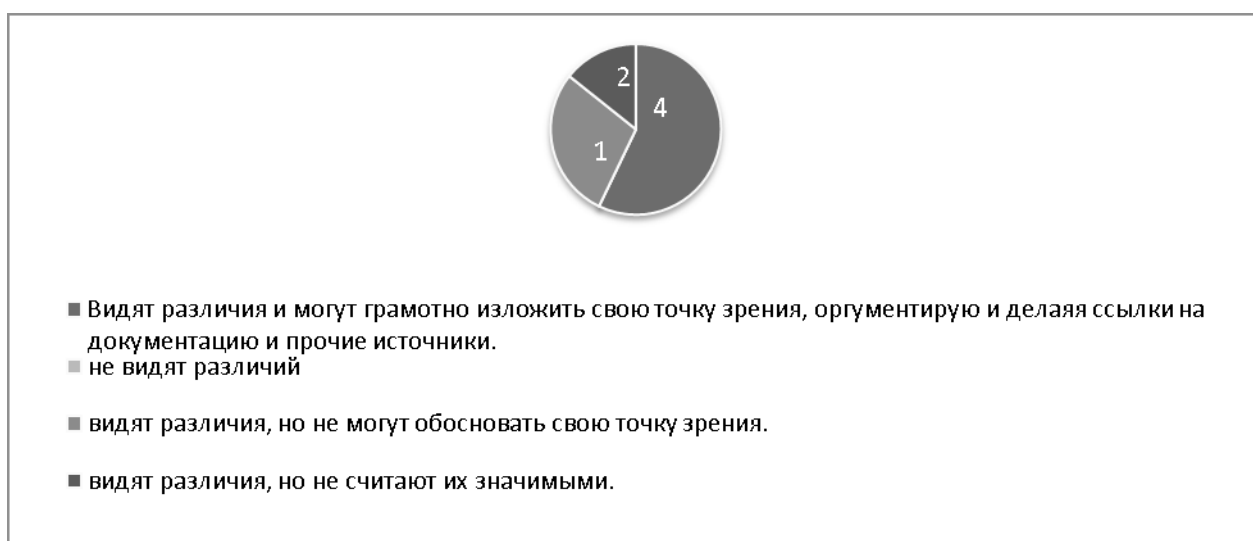 2
4
1
Видят различия и могут грамотно изложить свою точку зрения, оргументирую и делаяя ссылки на
документацию и прочие источники.
не видят различий
видят различия, но не могут обосновать свою точку зрения.
видят различия, но не считают их значимыми.